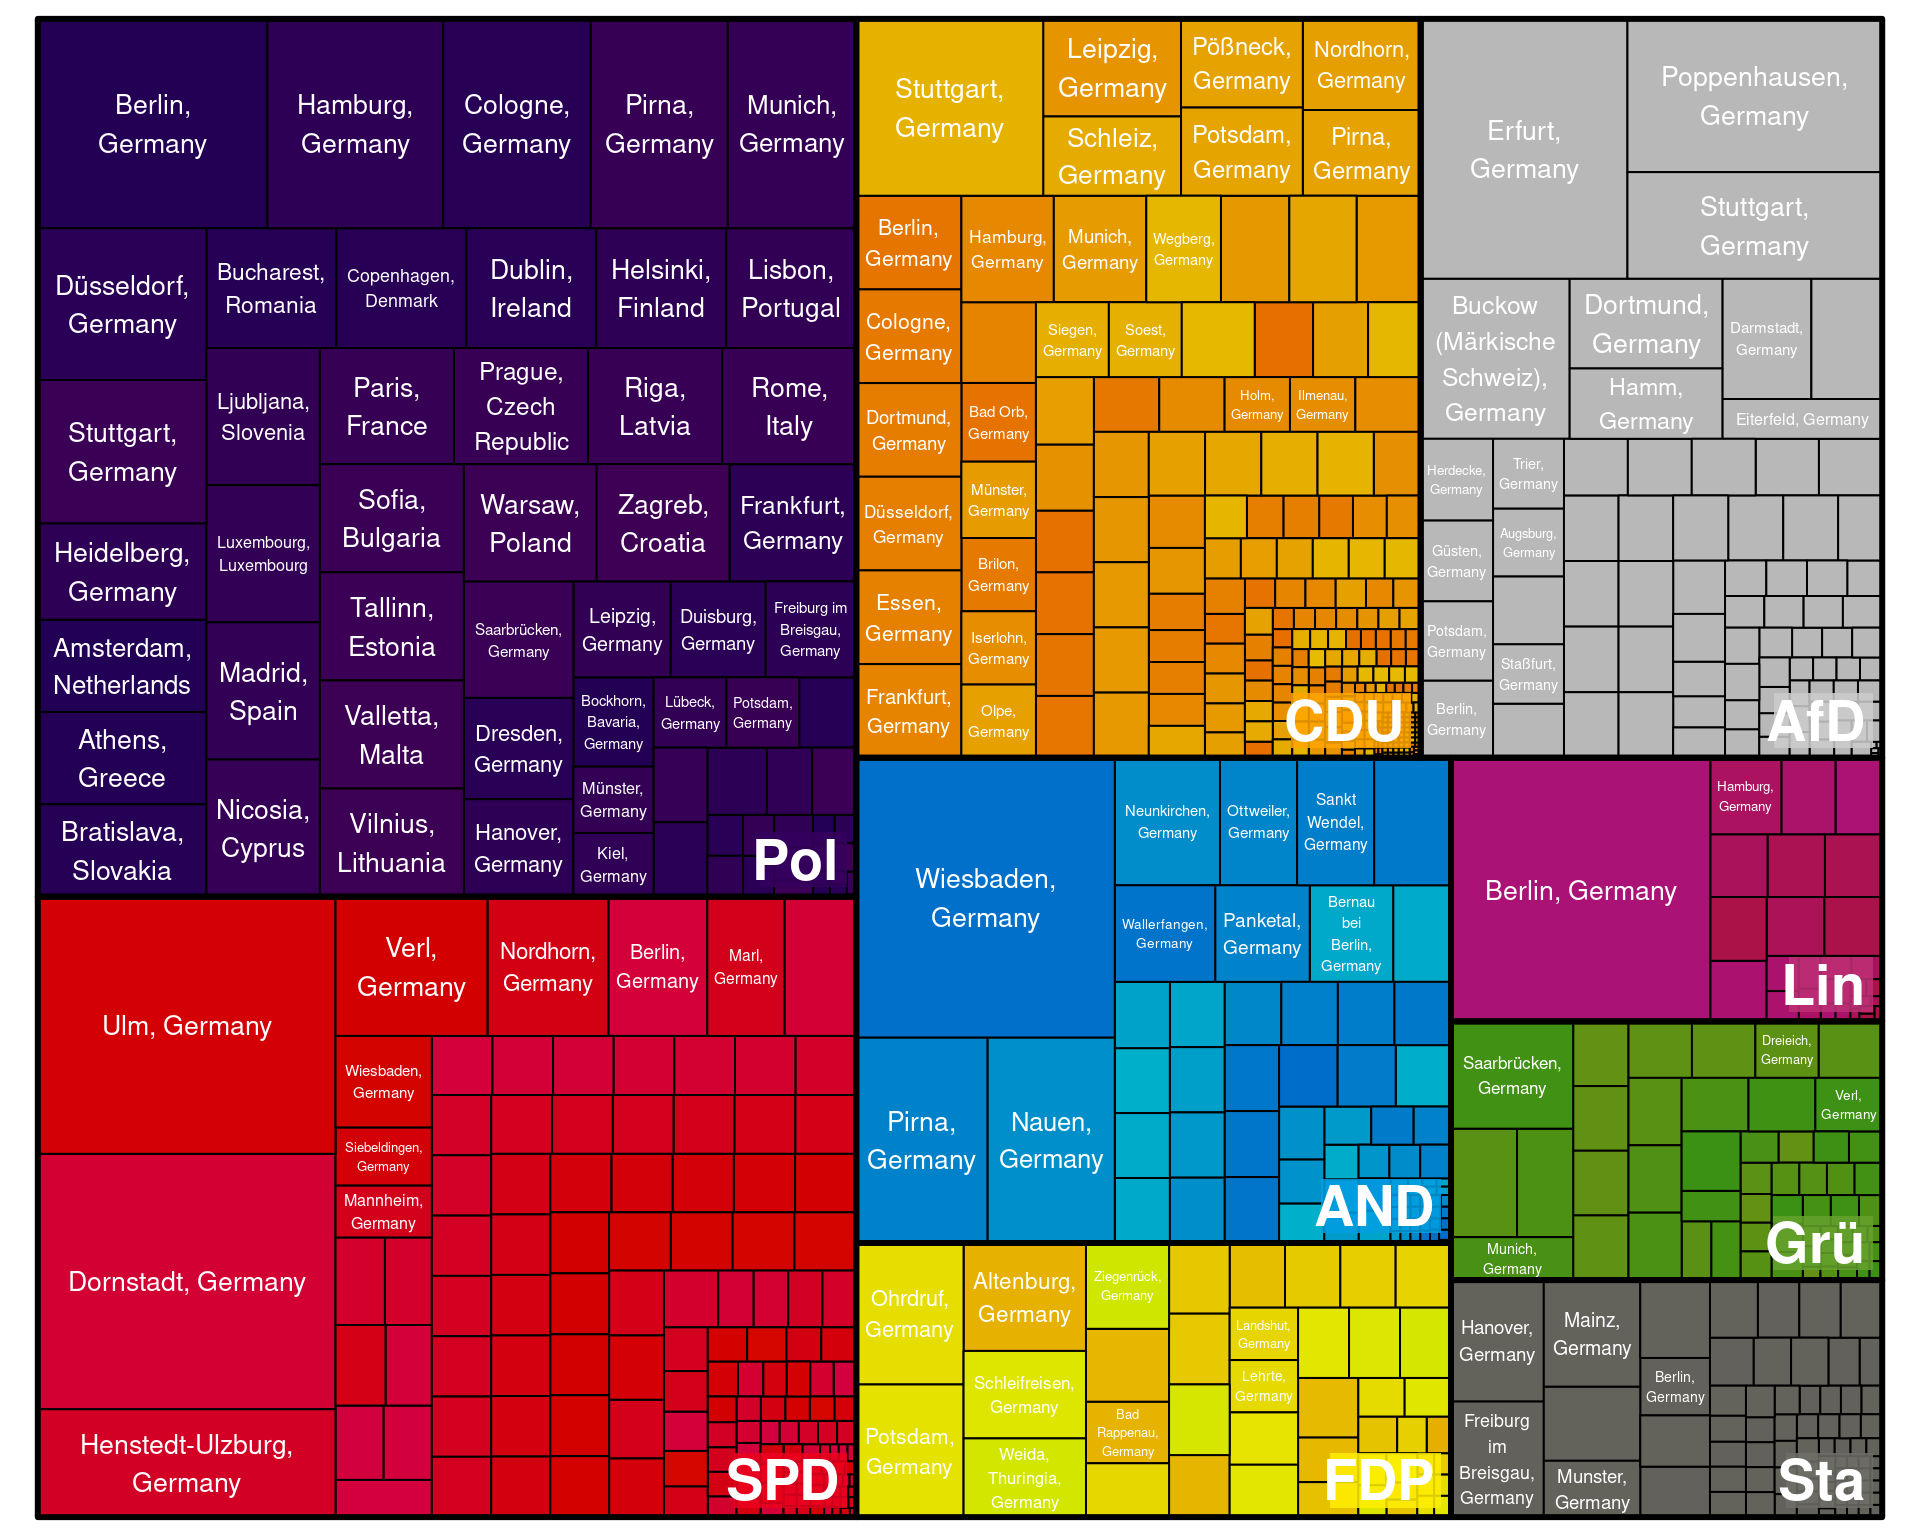 Berlin,
Germany
Hamburg,
Germany
Cologne,
Germany
Pirna,
Germany
Munich,
Germany
Düsseldorf,
Germany
Bucharest,
Romania
Copenhagen,
Denmark
Dublin,
Ireland
Helsinki,
Finland
Lisbon,
Portugal
Stuttgart,
Germany
Ljubljana,
Slovenia
Paris,
France
Prague,
Czech
Republic
Riga,
Latvia
Rome,
Italy
Heidelberg,
Germany
Luxembourg,
Luxembourg
Sofia,
Bulgaria
Warsaw,
Poland
Zagreb,
Croatia
Frankfurt,
Germany
Amsterdam,
Netherlands
Madrid,
Spain
Tallinn,
Estonia
Saarbrücken,
Germany
Leipzig,
Germany
Duisburg,
Germany
Freiburg im
Breisgau,
Germany
Athens,
Greece
Valletta,
Malta
Dresden,
Germany
Bockhorn,
Bavaria,
Germany
Lübeck,
Germany
Potsdam,
Germany
Bratislava,
Slovakia
Nicosia,
Cyprus
Vilnius,
Lithuania
Hanover,
Germany
Münster,
Germany
Kiel,
Germany
Pol
Stuttgart,
Germany
Leipzig,
Germany
Pößneck,
Germany
Nordhorn,
Germany
Schleiz,
Germany
Potsdam,
Germany
Pirna,
Germany
Berlin,
Germany
Hamburg,
Germany
Munich,
Germany
Wegberg,
Germany
Cologne,
Germany
Siegen,
Germany
Soest,
Germany
Dortmund,
Germany
Bad Orb,
Germany
Holm,
Germany
Ilmenau,
Germany
Düsseldorf,
Germany
Münster,
Germany
Brilon,
Germany
Essen,
Germany
Iserlohn,
Germany
Frankfurt,
Germany
Olpe,
Germany
CDU
Erfurt,
Germany
Poppenhausen,
Germany
Stuttgart,
Germany
Buckow
(Märkische
Schweiz),
Germany
Dortmund,
Germany
Darmstadt,
Germany
Hamm,
Germany
Eiterfeld, Germany
Herdecke,
Germany
Trier,
Germany
Güsten,
Germany
Augsburg,
Germany
Potsdam,
Germany
Staßfurt,
Germany
Berlin,
Germany
AfD
Ulm, Germany
Verl,
Germany
Nordhorn,
Germany
Berlin,
Germany
Marl,
Germany
Wiesbaden,
Germany
Siebeldingen,
Germany
Mannheim,
Germany
Dornstadt, Germany
Henstedt-Ulzburg,
Germany
SPD
Wiesbaden,
Germany
Neunkirchen,
Germany
Ottweiler,
Germany
Sankt
Wendel,
Germany
Wallerfangen,
Germany
Panketal,
Germany
Bernau
bei
Berlin,
Germany
Pirna,
Germany
Nauen,
Germany
AND
Berlin, Germany
Hamburg,
Germany
Lin
Saarbrücken,
Germany
Dreieich,
Germany
Verl,
Germany
Munich,
Germany
Grü
Ohrdruf,
Germany
Altenburg,
Germany
Ziegenrück,
Germany
Landshut,
Germany
Schleifreisen,
Germany
Lehrte,
Germany
Potsdam,
Germany
Bad
Rappenau,
Germany
Weida,
Thuringia,
Germany
FDP
Hanover,
Germany
Mainz,
Germany
Berlin,
Germany
Freiburg
im
Breisgau,
Germany
Munster,
Germany
Sta